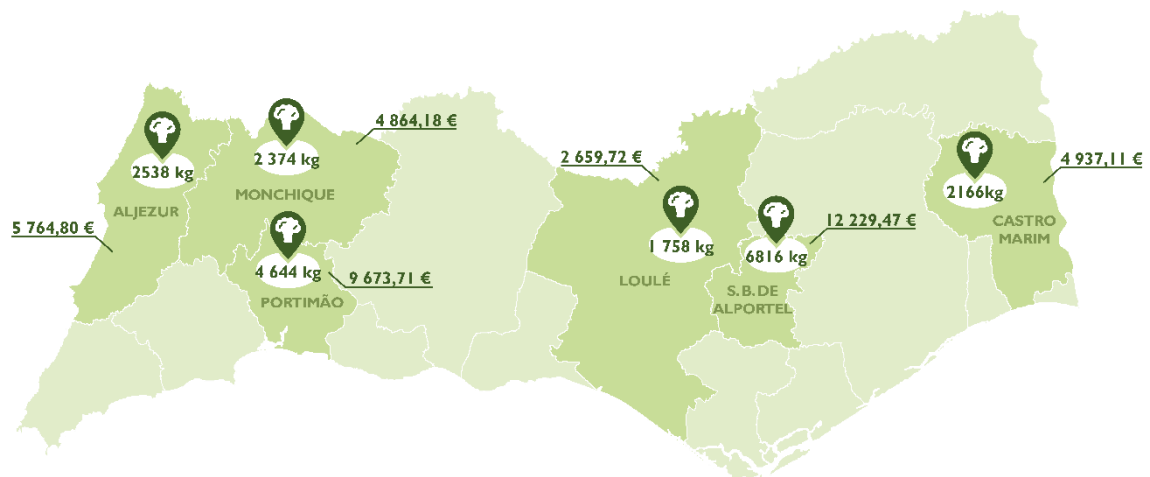 4 864,18 €
2538 kg
2 374 kg
MONCHIQUE
ALJEZUR
5 764,80 €
4 644 kg
9 673,71 €
PORTIMÃO
2 659,72 €
1 758 kg
LOULÉ
12 229,47 €
6816 kg
S.B.DE
ALPORTEL
4 937,11 €
2166kg
CASTRO
MARIM